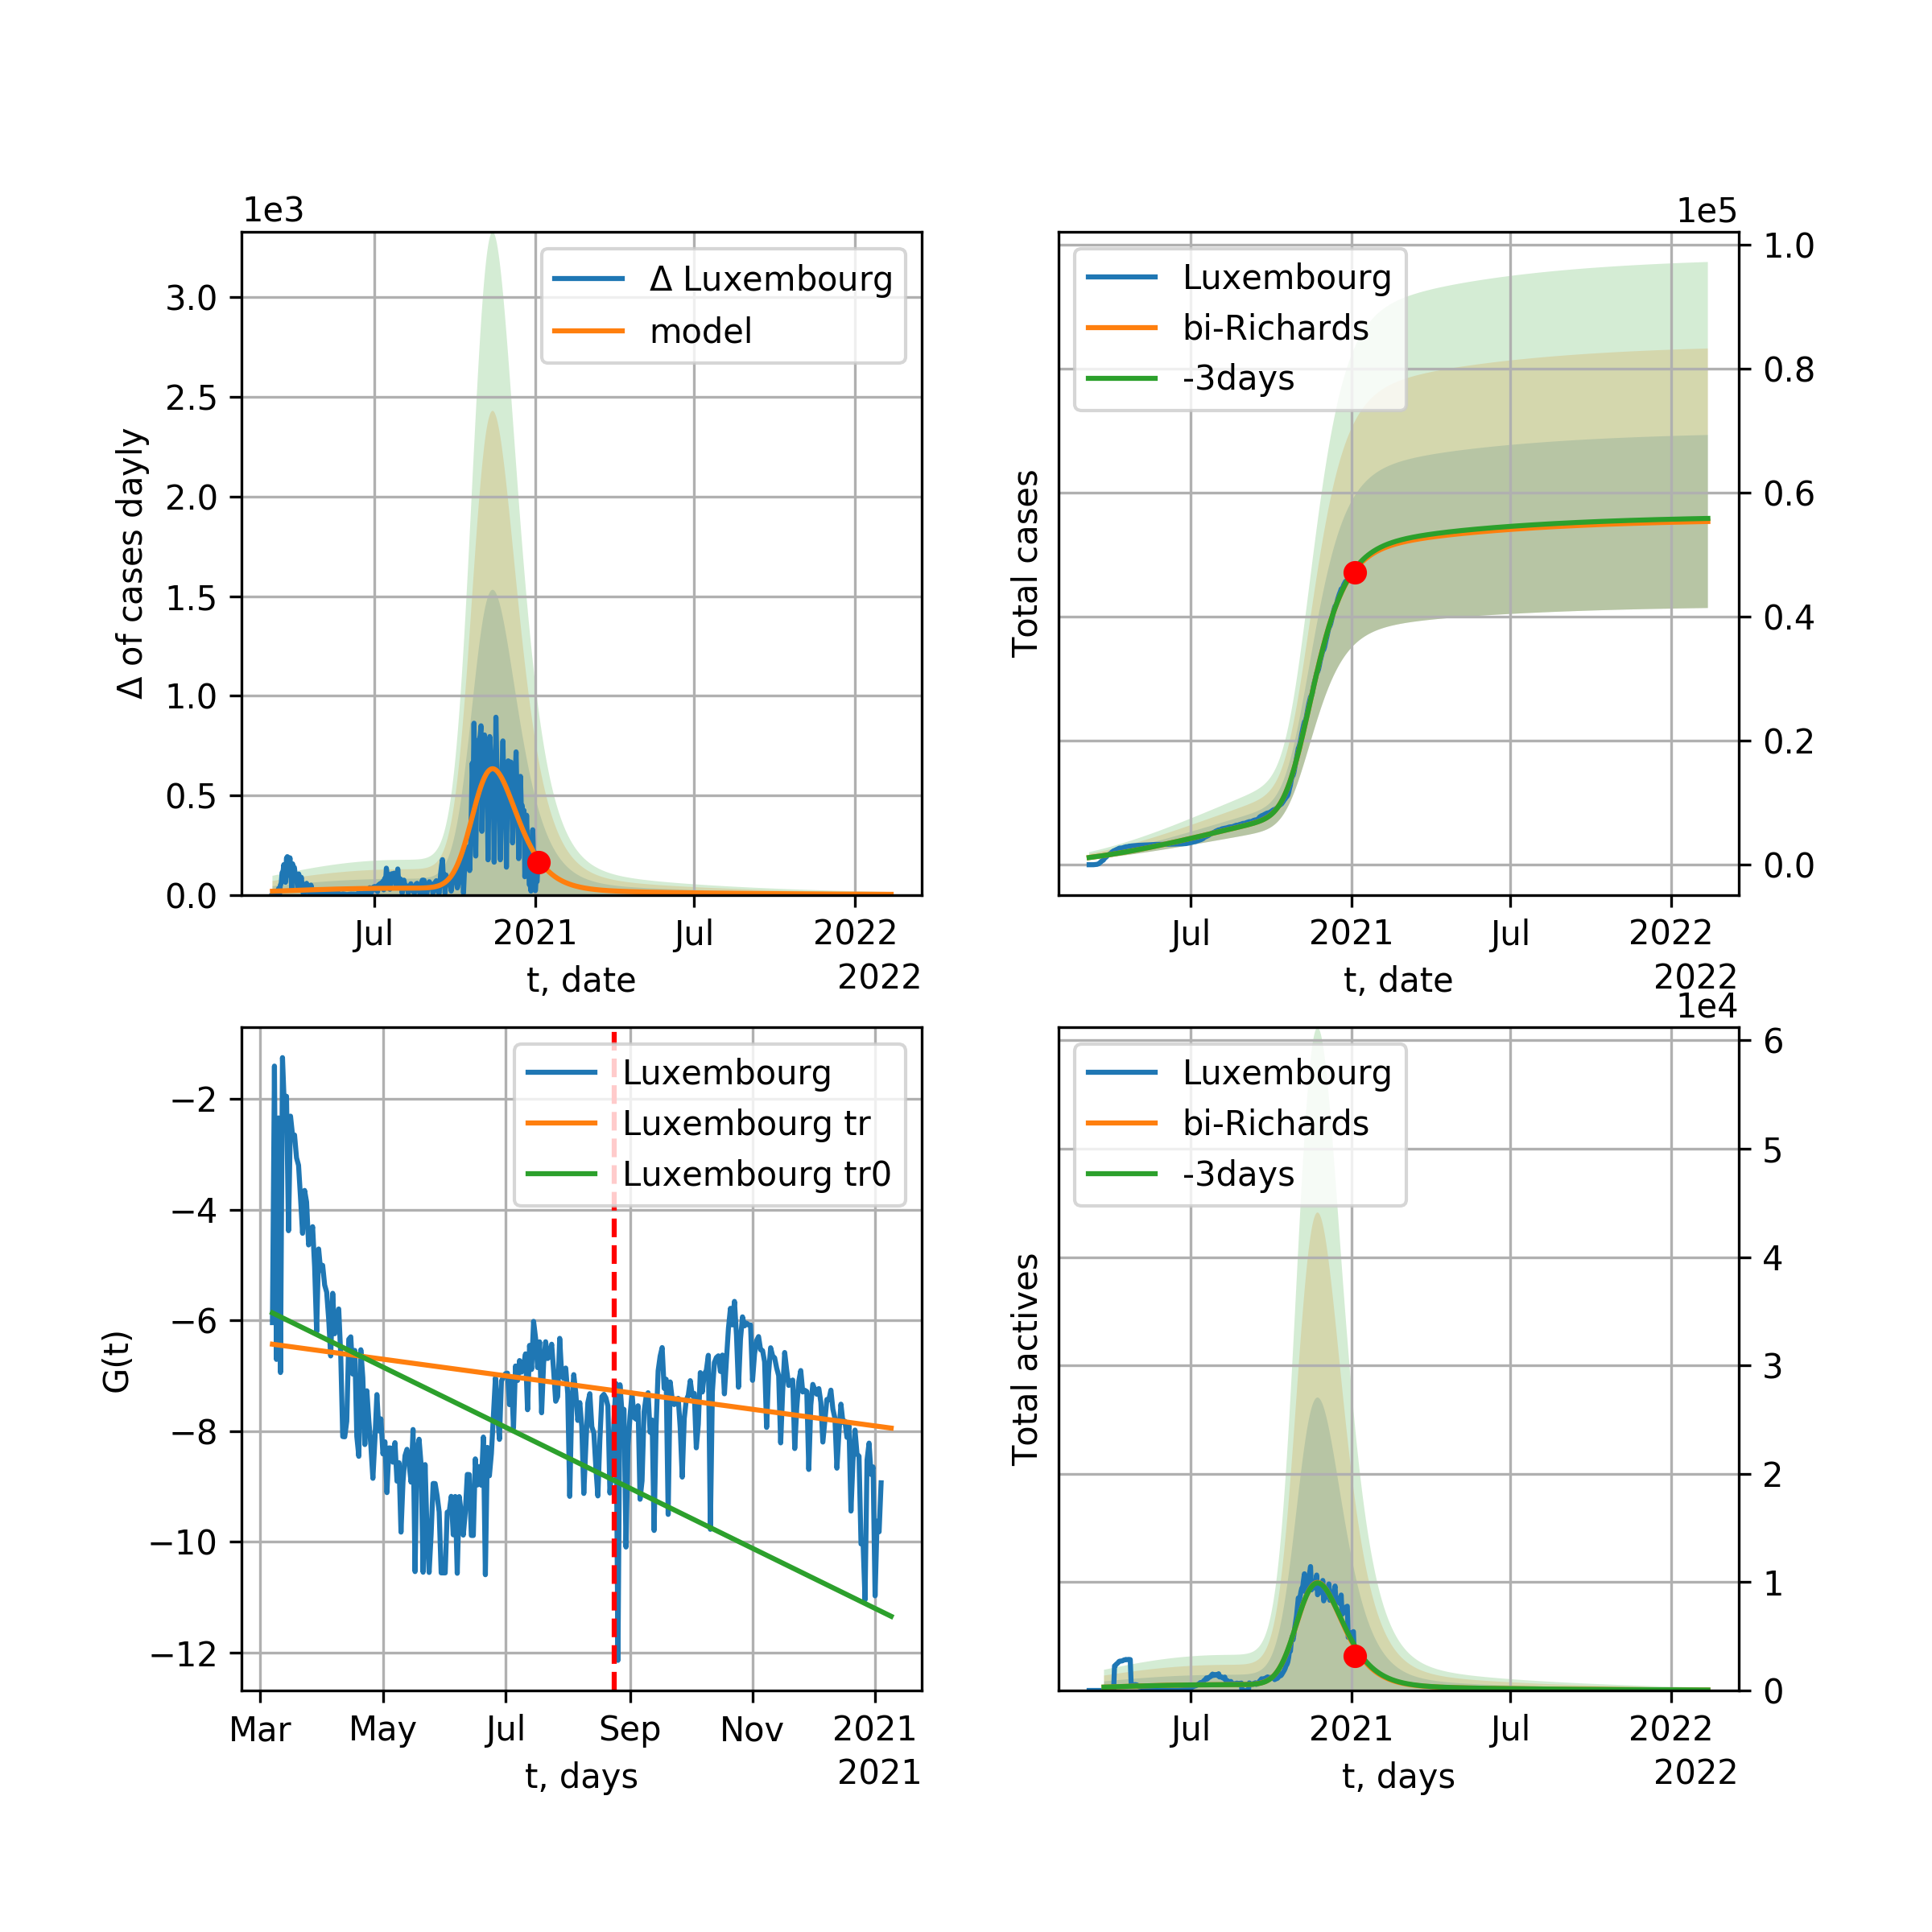 1e3
Δ of cases dayly
3.0
2.5
2.0
1.5
1.0
0.5
0.0
Δ Luxembourg
model
Jul 2021 Jul 2022
t, date
2022
1e5
Total cases
Luxembourg
bi-Richards
-3days
1.0
0.8
0.6
0.4
0.2
0.0
Jul 2021 Jul 2022
t, date
2022
G(t)
−2
−4
−6
−8
−10
−12
Luxembourg
Luxembourg tr
Luxembourg tr0
Mar May Jul Sep Nov 2021
t, days
2021
1e4
Total actives
Luxembourg
bi-Richards
-3days
6
5
4
3
2
1
0
Jul 2021 Jul 2022
t, days
2022